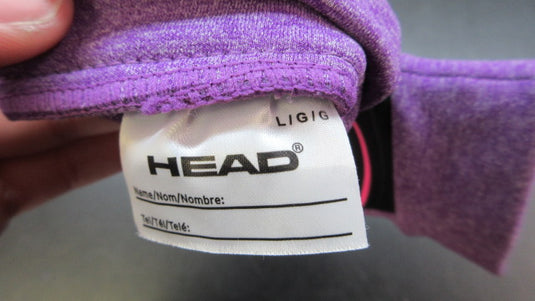 L/G/G
HEAD®
Name/Nom/Nombre:
Tel/Tél/Telé: